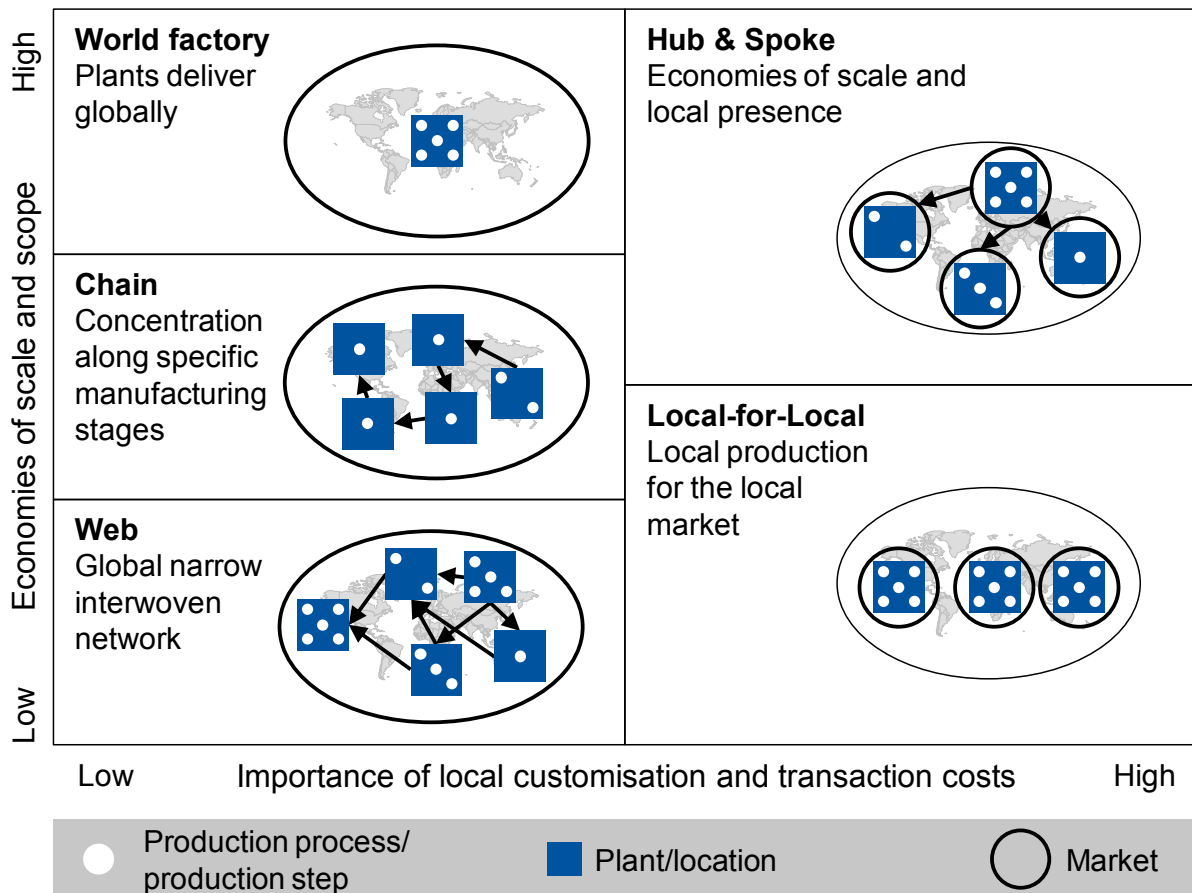 Economies of scale and scope
High
Low
World factory
Plants deliver
globally
Chain
Concentration
along specific
manufacturing
stages
Web
Global narrow
interwoven
network
Hub & Spoke
Economies of scale and
local presence
Local-for-Local
Local production
for the local
market
Low
Importance of local customisation and transaction costs
High
Production process/
production step
Plant/location
Market